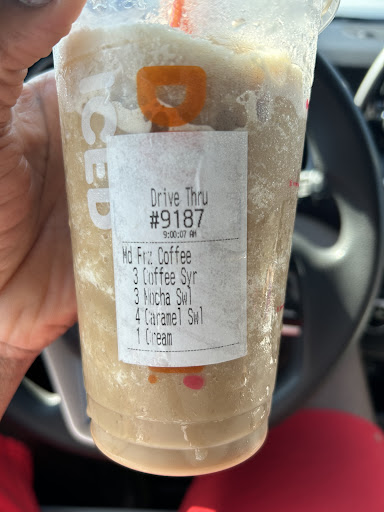 ICED
Drive Thru
#9187
9:00:07 AM
Md Frz Coffee
3 Coffee Syr
3 Mocha Swl
4 Caramel Swl
1 Cream